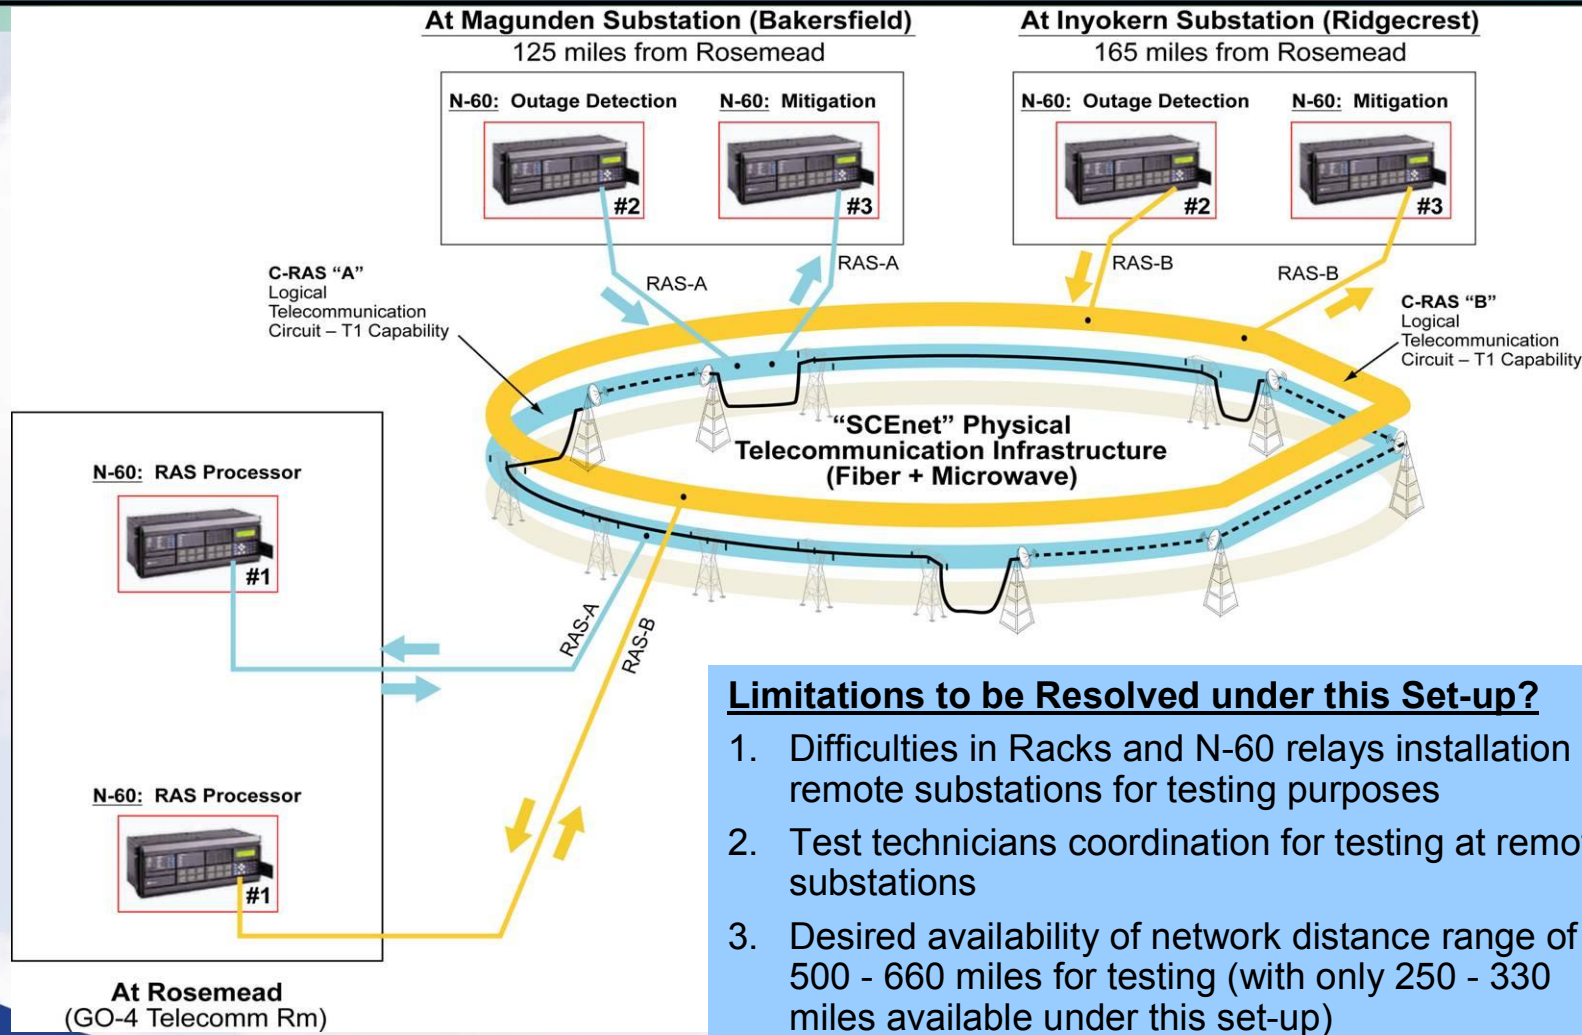 At Magunden Substation (Bakersfield)
125 miles from Rosemead
N-60: Outage Detection
N-60: Mitigation
#2
#3
At Inyokern Substation (Ridgecrest)
165 miles from Rosemead
N-60: Outage Detection
N-60: Mitigation
#2
#3
RAS-A
RAS-A
RAS-B
RAS-B
C-RAS “A”
Logical
Telecommunication
Circuit – T1 Capability
C-RAS “B”
Logical
Telecommunication
Circuit – T1 Capability
“SCEnet” Physical
Telecommunication Infrastructure
(Fiber + Microwave)
N-60: RAS Processor
#1
RAS-A
RAS-B
N-60: RAS Processor
#1
At Rosemead
(GO-4 Telecomm Rm)
Limitations to be Resolved under this Set-up?
1. Difficulties in Racks and N-60 relays installation
remote substations for testing purposes
2. Test technicians coordination for testing at
substations
3. Desired availability of network distance range of
500 - 660 miles for testing (with only 250 - 330
miles available under this set-up)